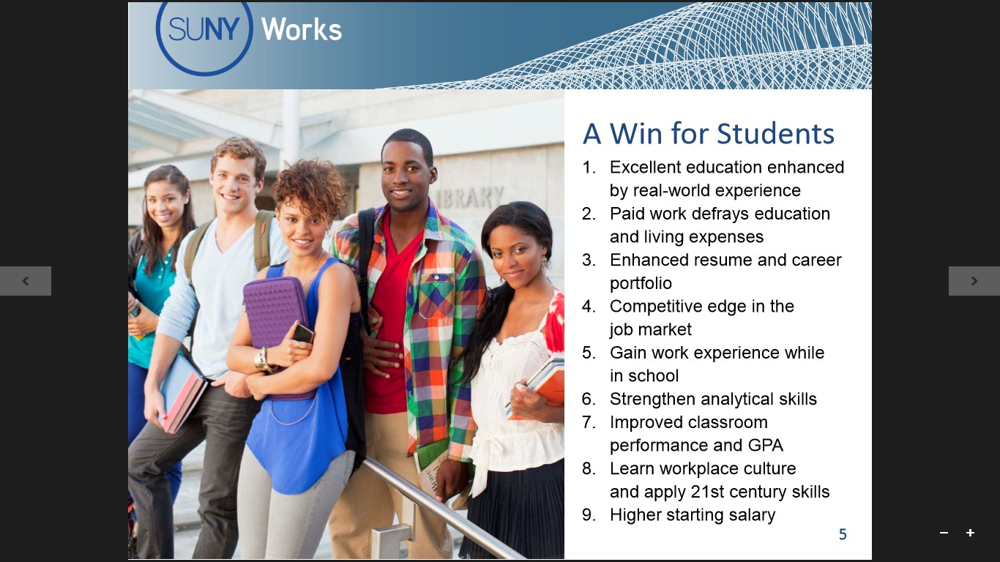 SUNY Works
A Win for Students
1. Excellent education enhanced
by real-world experience
2. Paid work defrays education
and living expenses
3. Enhanced resume and career
portfolio
4. Competitive edge in the
job market
5. Gain work experience while
in school
6. Strengthen analytical skills
7. Improved classroom
performance and GPA
8. Learn workplace culture
and apply 21st century skills
9. Higher starting salary
5